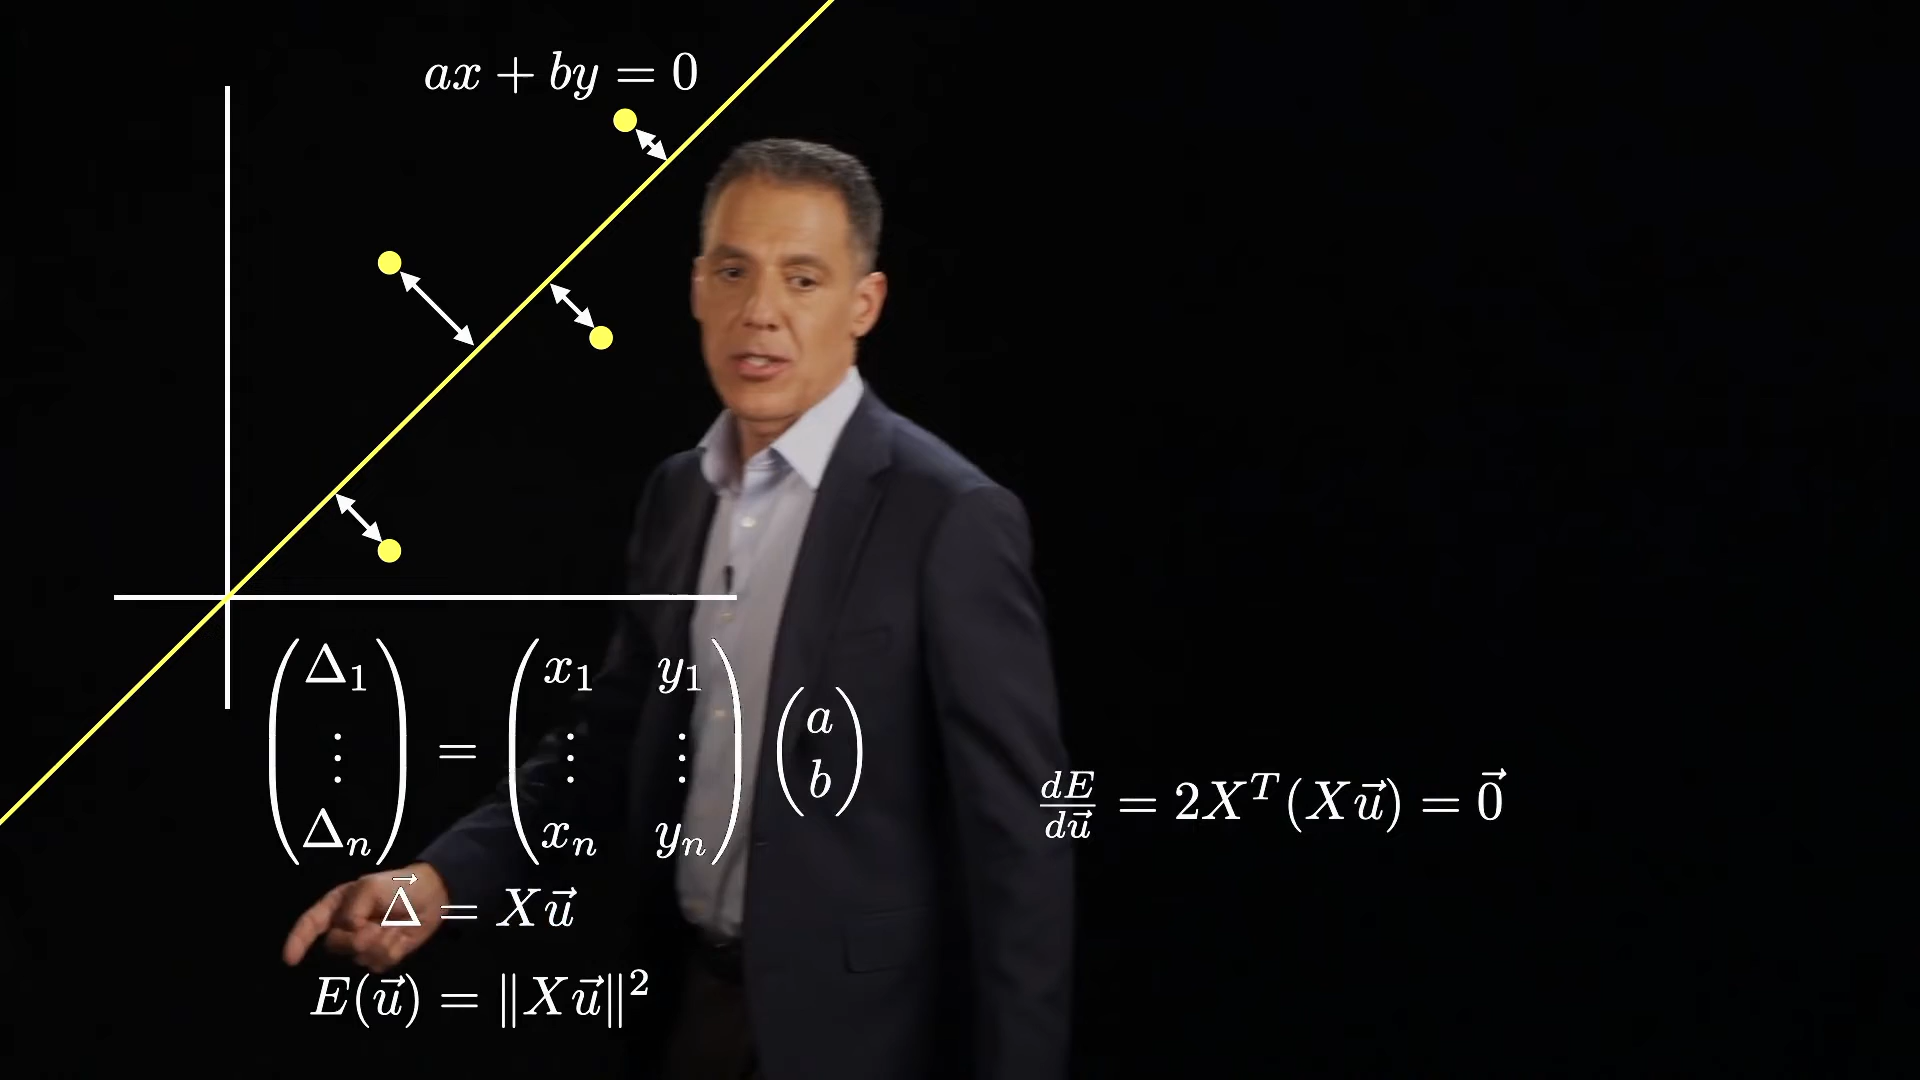 ax + by = 0
(Δ₁ ⋮ Δₙ) = (x₁ y₁ ⋮ ⋮ xₙ yₙ) (a b)
dE/du⃗ = 2Xᵀ(Xu⃗) = 0⃗
Δ⃗ = Xu⃗
E(u⃗) = ‖Xu⃗‖²